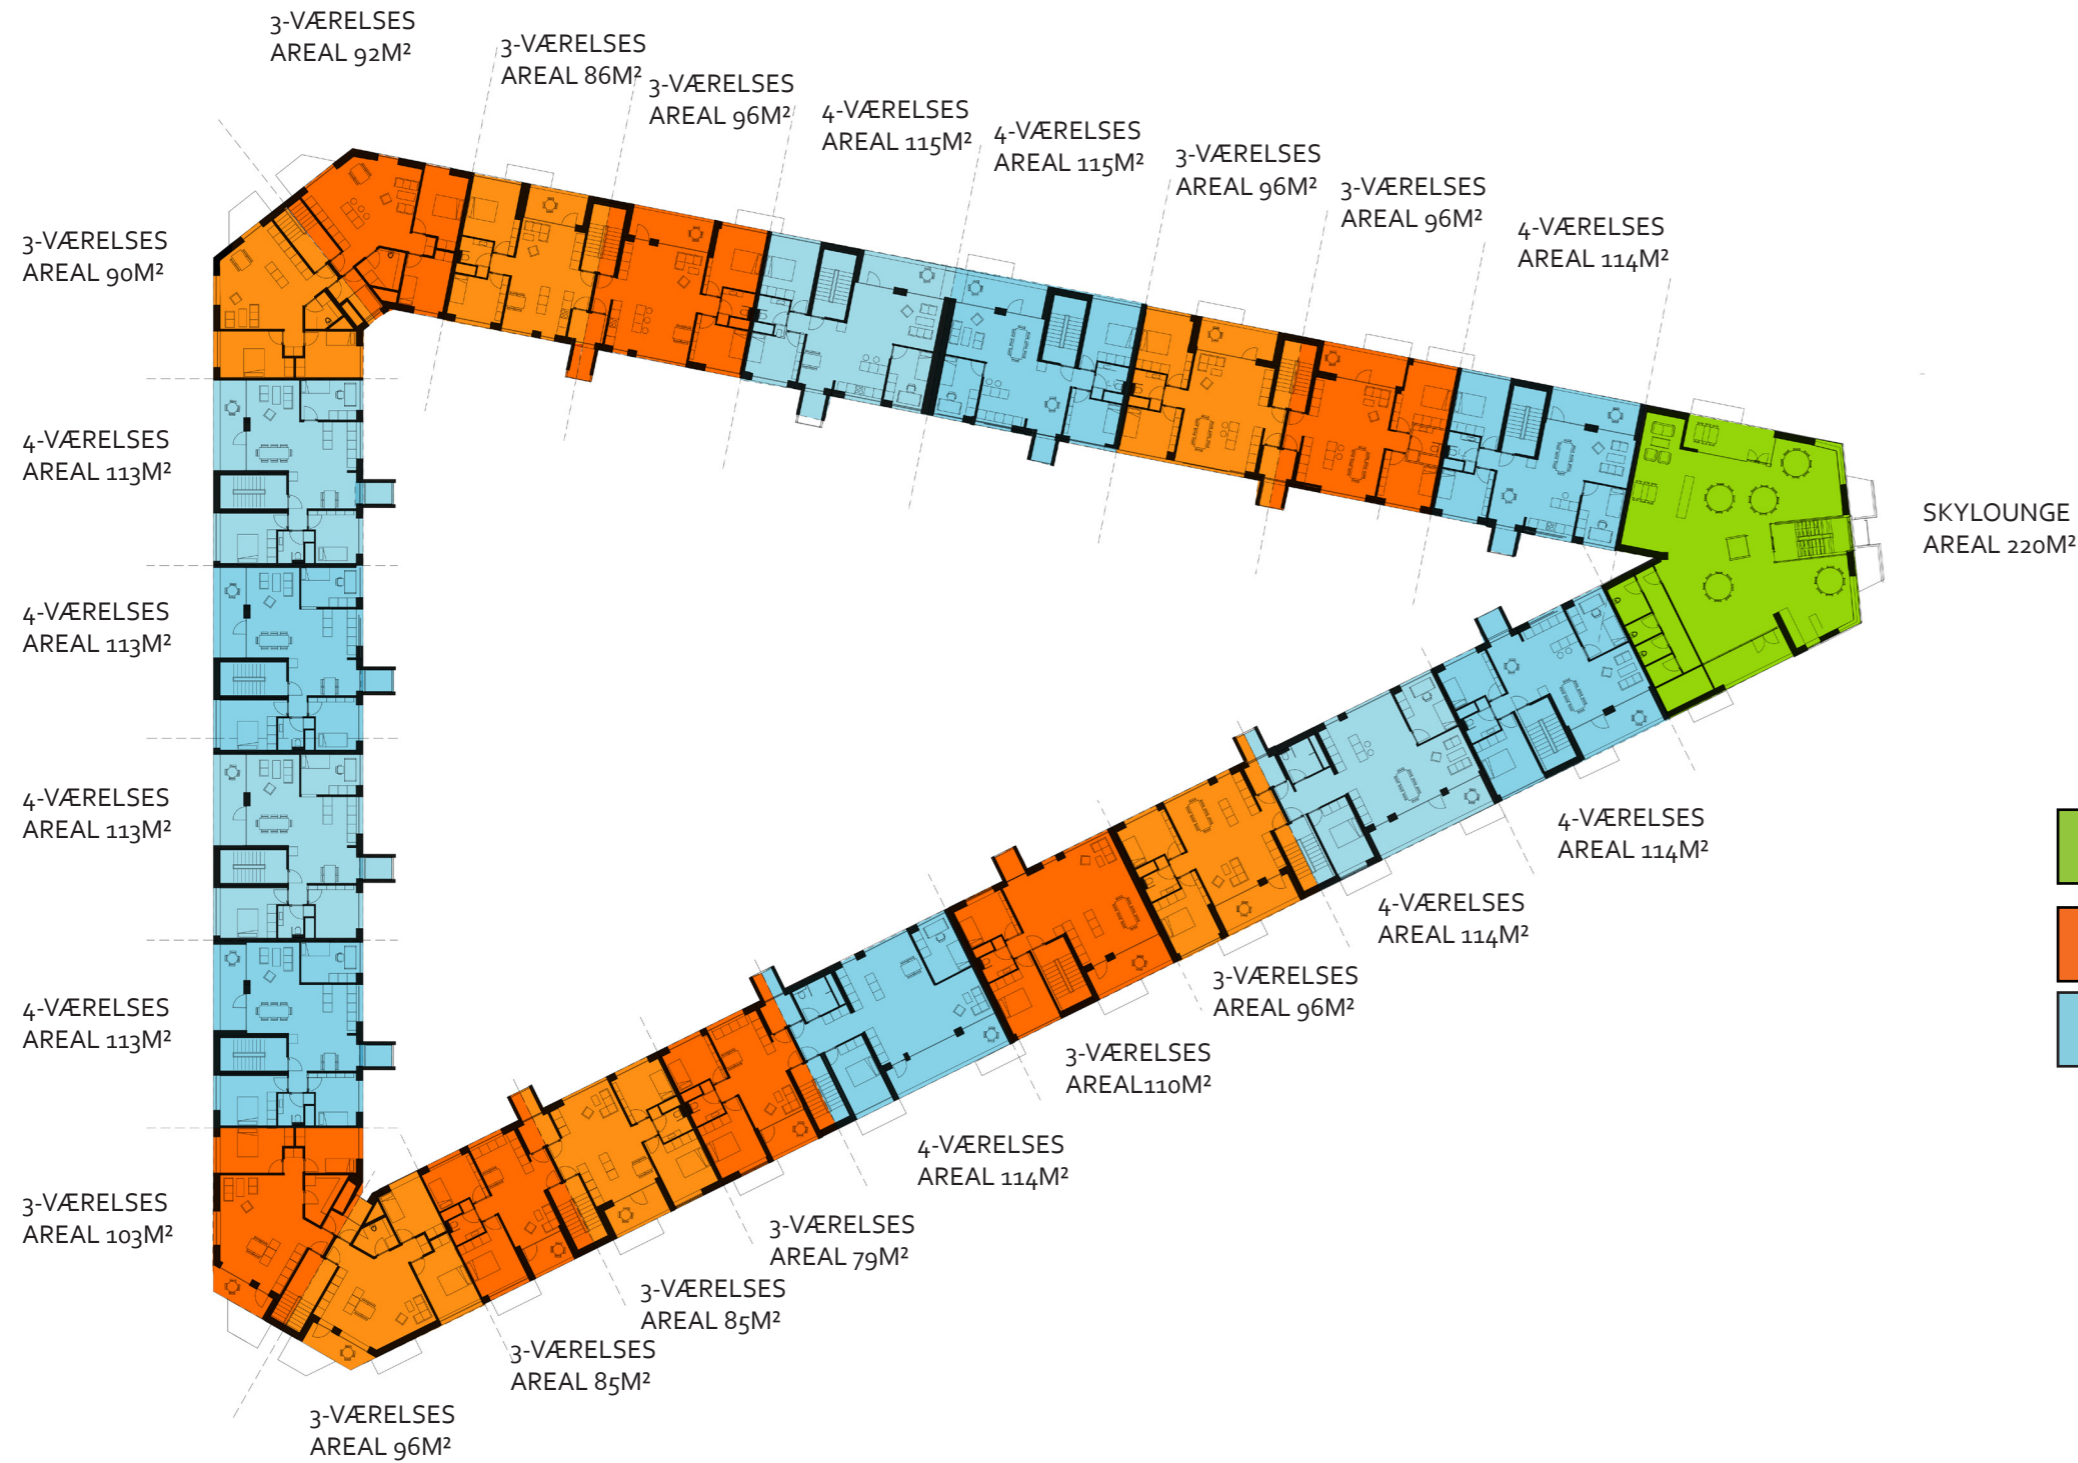 3-VÆRELSES
AREAL 92M²
3-VÆRELSES
AREAL 86M²
3-VÆRELSES
AREAL 96M²
4-VÆRELSES
AREAL 115M²
4-VÆRELSES
AREAL 115M²
3-VÆRELSES
AREAL 96M²
3-VÆRELSES
AREAL 96M²
4-VÆRELSES
AREAL 114M²
SKYLOUNGE
AREAL 220M²
3-VÆRELSES
AREAL 90M²
4-VÆRELSES
AREAL 113M²
4-VÆRELSES
AREAL 113M²
4-VÆRELSES
AREAL 113M²
4-VÆRELSES
AREAL 113M²
3-VÆRELSES
AREAL 103M²
4-VÆRELSES
AREAL 114M²
4-VÆRELSES
AREAL 114M²
3-VÆRELSES
AREAL 96M²
3-VÆRELSES
AREAL110M²
4-VÆRELSES
AREAL 114M²
3-VÆRELSES
AREAL 79M²
3-VÆRELSES
AREAL 85M²
3-VÆRELSES
AREAL 85M²
3-VÆRELSES
AREAL 96M²